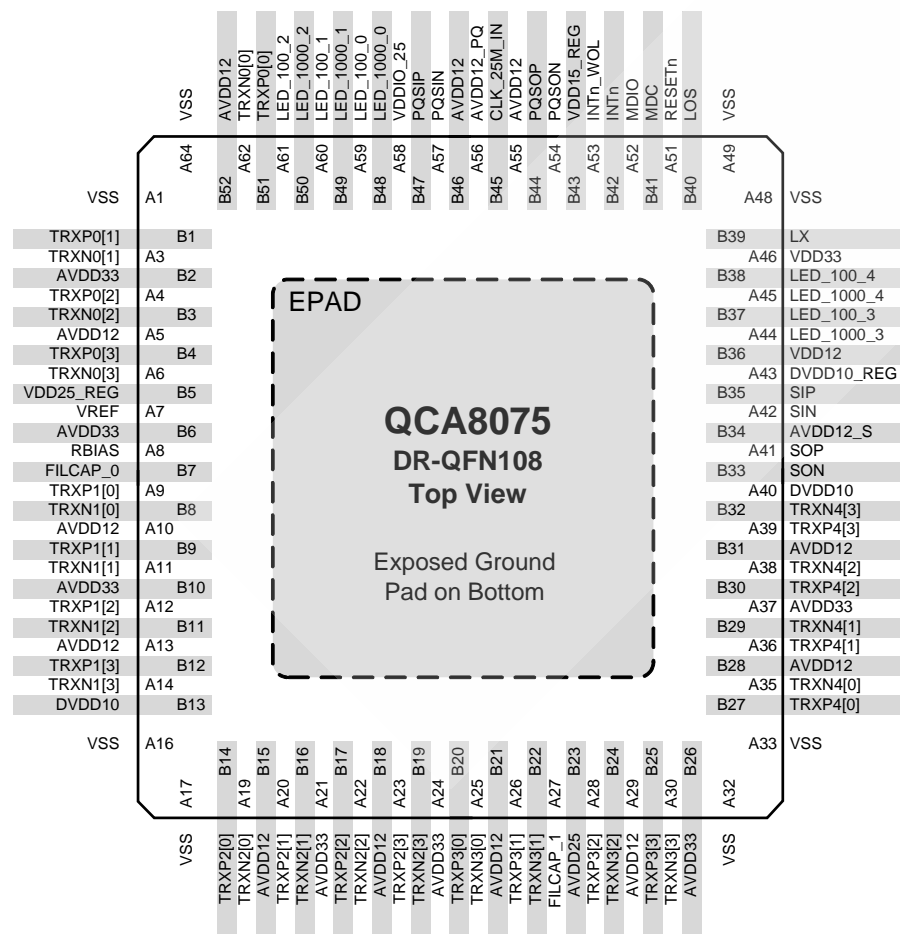 VSS
AVDD12
TRXN0[0]
TRXP0[0]
LED_100_2
LED_1000_2
LED_100_1
LED_1000_1
LED_100_0
LED_1000_0
VDDIO_25
PQSIP
PQSIN
AVDD12
AVDD12_PQ
CLK_25M_IN
AVDD12
PQSOP
PQSON
VDD15_REG
INTn_WOL
INTn
MDIO
MDC
RESETn
LOS
VSS
A64
B52
A62
B51
A61
B50
A60
B49
A59
B48
A58
B47
A57
B46
A56
B45
A55
B44
A54
B43
A53
B42
A52
B41
A51
B40
A49
VSS A1
TRXP0[1] B1
TRXN0[1] A3
AVDD33 B2
TRXP0[2] A4
TRXN0[2] B3
AVDD12 A5
TRXP0[3] B4
TRXN0[3] A6
VDD25_REG B5
VREF A7
AVDD33 B6
RBIAS A8
FILCAP_0 B7
TRXP1[0] A9
TRXN1[0] B8
AVDD12 A10
TRXP1[1] B9
TRXN1[1] A11
AVDD33 B10
TRXP1[2] A12
TRXN1[2] B11
AVDD12 A13
TRXP1[3] B12
TRXN1[3] A14
DVDD10 B13
VSS A16
EPAD
QCA8075
DR-QFN108
Top View
Exposed Ground
Pad on Bottom
A48 VSS
B39 LX
A46 VDD33
B38 LED_100_4
A45 LED_1000_4
B37 LED_100_3
A44 LED_1000_3
B36 VDD12
A43 DVDD10_REG
B35 SIP
A42 SIN
B34 AVDD12_S
A41 SOP
B33 SON
A40 DVDD10
B32 TRXN4[3]
A39 TRXP4[3]
B31 AVDD12
A38 TRXN4[2]
B30 TRXP4[2]
A37 AVDD33
B29 TRXN4[1]
A36 TRXP4[1]
B28 AVDD12
A35 TRXN4[0]
B27 TRXP4[0]
A33 VSS
A17
B14
A19
B15
A20
B16
A21
B17
A22
B18
A23
B19
A24
B20
A25
B21
A26
B22
A27
B23
A28
B24
A29
B25
A30
B26
A32
VSS
TRXP2[0]
TRXN2[0]
AVDD12
TRXP2[1]
TRXN2[1]
AVDD33
TRXP2[2]
TRXN2[2]
AVDD12
TRXP2[3]
TRXN2[3]
AVDD33
TRXP3[0]
TRXN3[0]
AVDD12
TRXP3[1]
TRXN3[1]
FILCAP_1
AVDD25
TRXP3[2]
TRXN3[2]
AVDD12
TRXP3[3]
TRXN3[3]
AVDD33
VSS